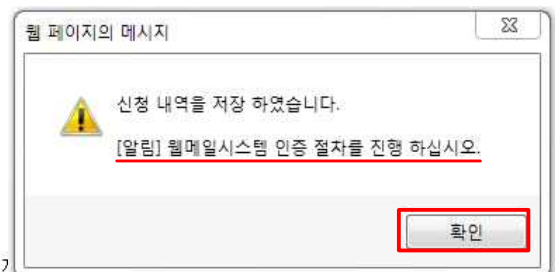 웹 페이지의 메시지
신청 내역을 저장 하였습니다.
[알림] 웹메일시스템 인증 절차를 진행 하십시오.
확인